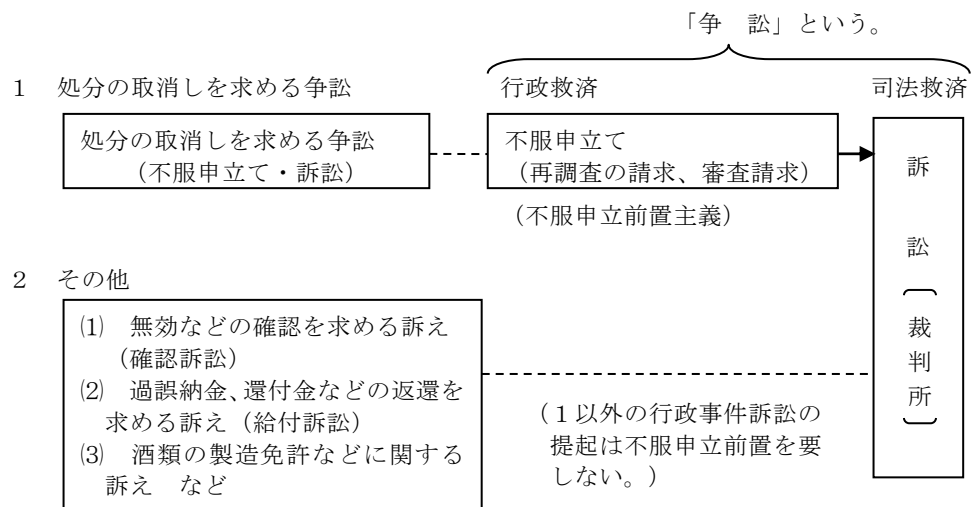 「争　訟」という。
１　処分の取消しを求める争訟
行政救済
司法救済
処分の取消しを求める争訟
（不服申立て・訴訟）
不服申立て
（再調査の請求、審査請求）
（不服申立前置主義）
訴訟〔裁判所〕
２　その他
⑴　無効などの確認を求める訴え
（確認訴訟）
⑵　過誤納金、還付金などの返還を
求める訴え（給付訴訟）
⑶　酒類の製造免許などに関する
訴え　など
（１以外の行政事件訴訟の
提起は不服申立前置を要
しない。）